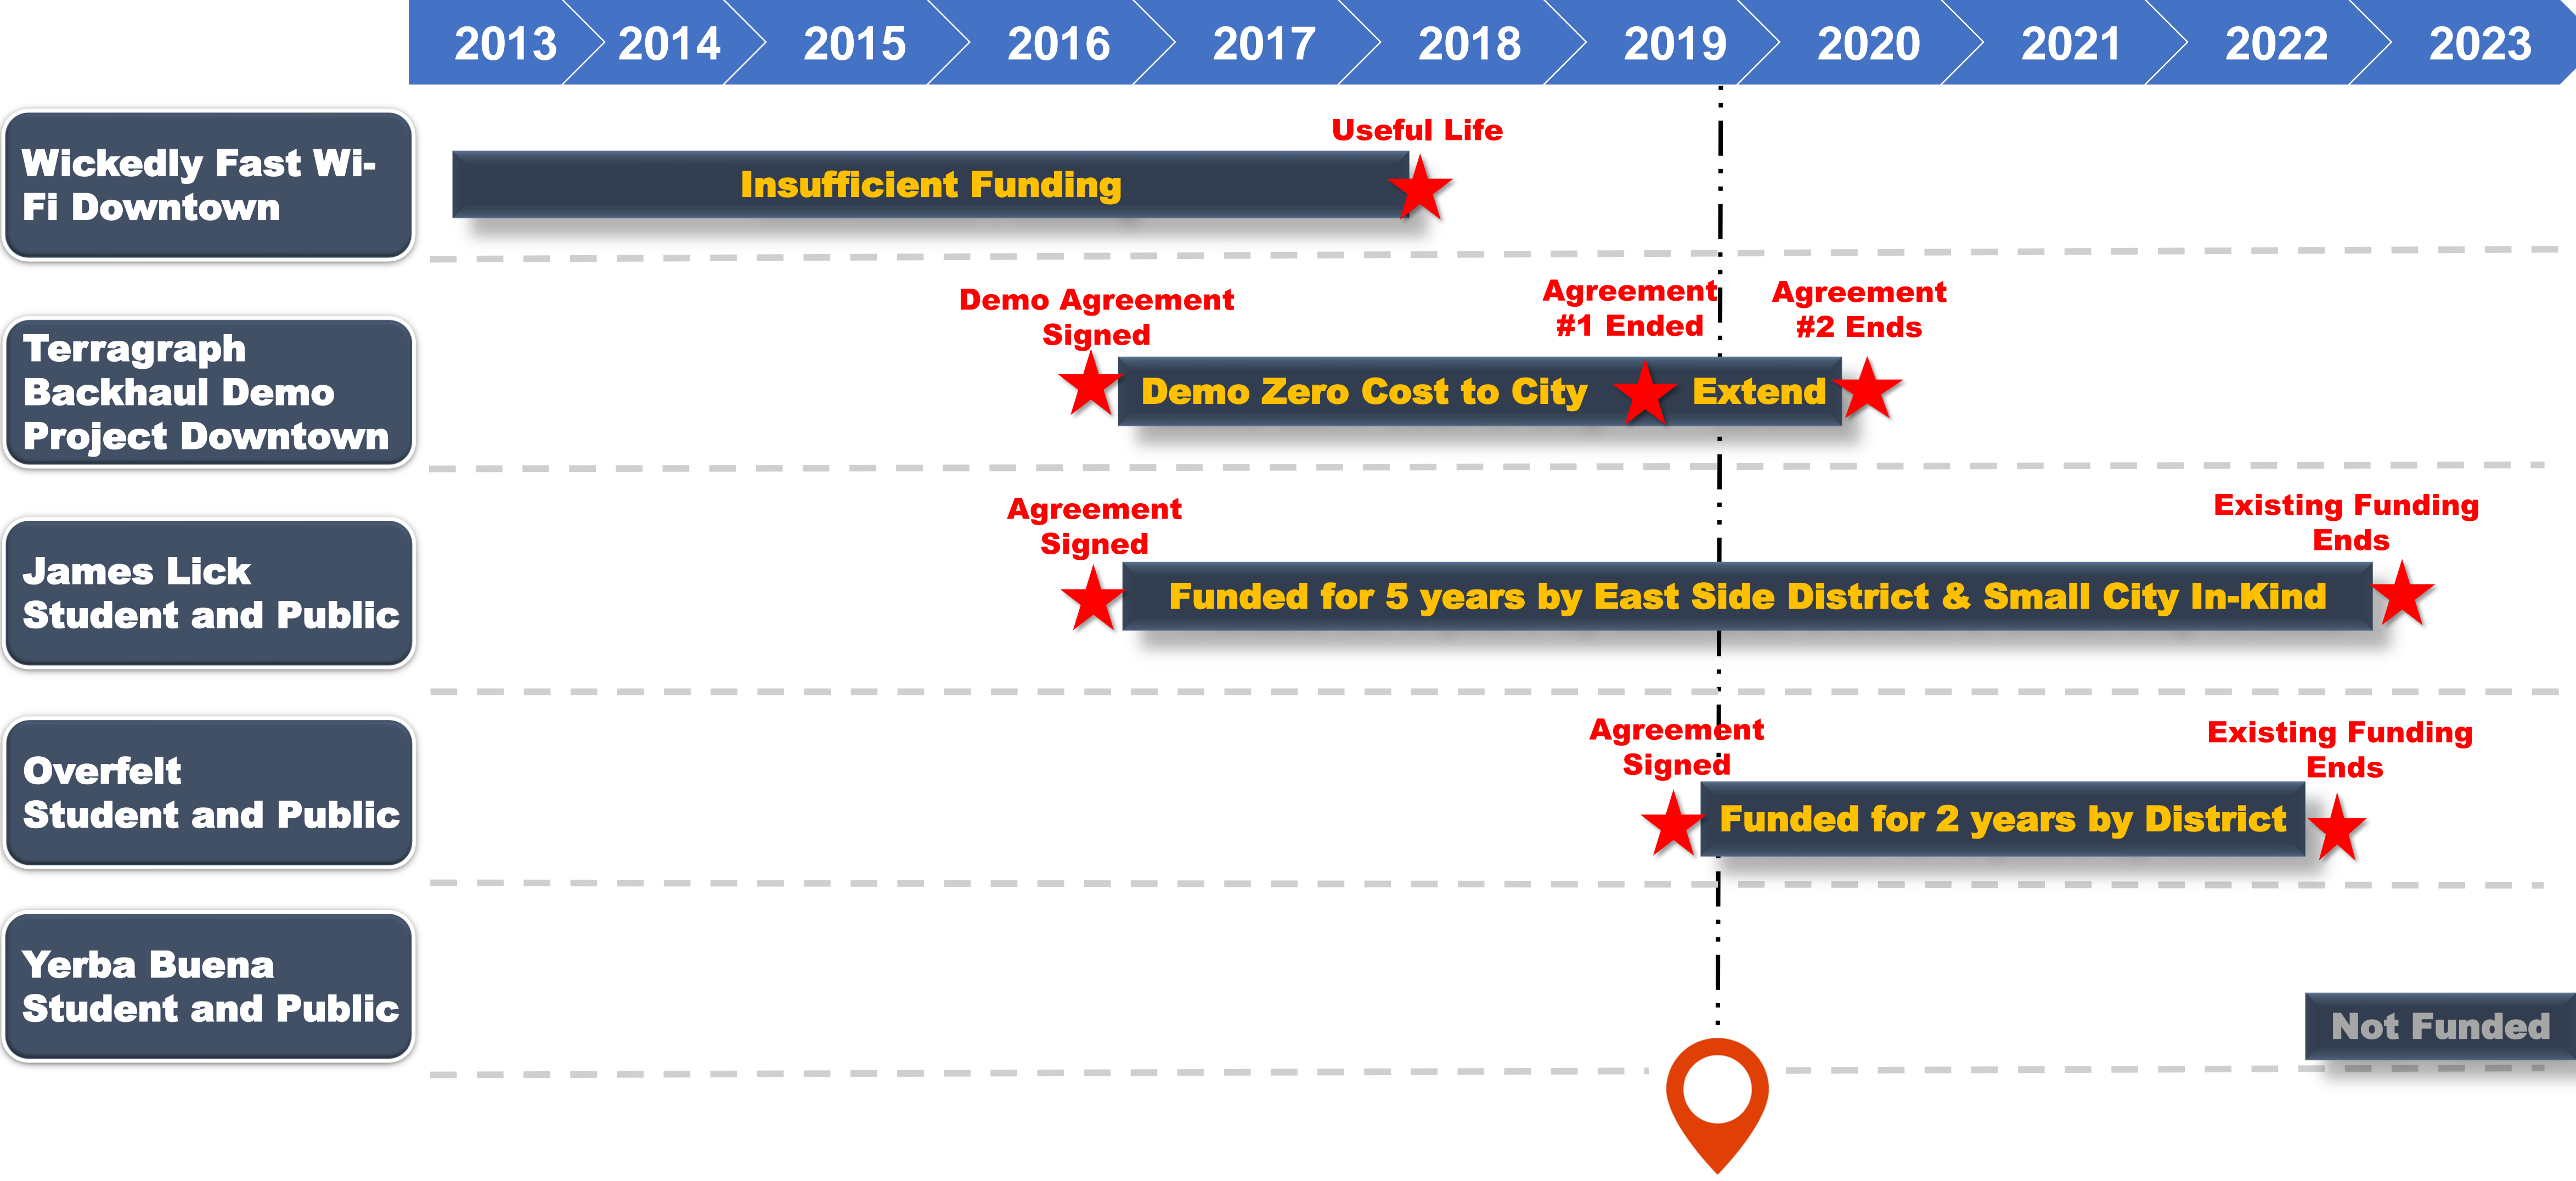 2013 2014 2015 2016 2017 2018 2019 2020 2021 2022 2023
Wickedly Fast Wi-
Fi Downtown
Useful Life
Insufficient Funding
Terragraph
Backhaul Demo
Project Downtown
Demo Agreement
Signed
Agreement
#1 Ended
Agreement
#2 Ends
Demo Zero Cost to City
Extend
James Lick
Student and Public
Agreement
Signed
Existing Funding
Ends
Funded for 5 years by East Side District & Small City In-Kind
Overfelt
Student and Public
Agreement
Signed
Existing Funding
Ends
Funded for 2 years by District
Yerba Buena
Student and Public
Not Funded